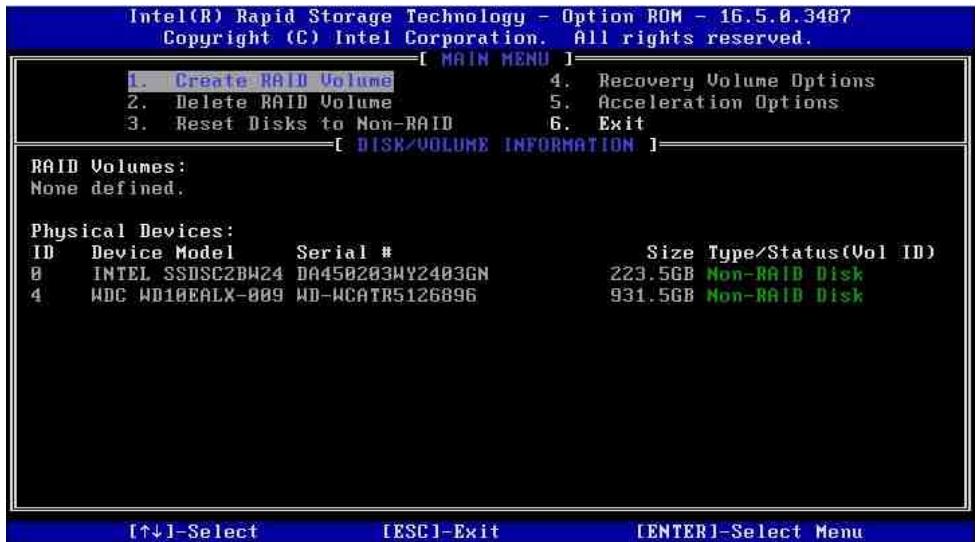 Intel(R) Rapid Storage Technology - Option ROM - 16.5.0.3487
Copyright (C) Intel Corporation. All rights reserved.
[ MAIN MENU ]
1. Create RAID Volume 4. Recovery Volume Options
2. Delete RAID Volume 5. Acceleration Options
3. Reset Disks to Non-RAID 6. Exit
[ DISK/VOLUME INFORMATION ]
RAID Volumes:
None defined.
Physical Devices:
ID Device Model Serial # Size Type/Status(Vol ID)
0 INTEL SSDSC2BW24 DA450203WY2403GN 223.5GB Non-RAID Disk
4 WDC WD10EALX-009 WD-WCATR5126896 931.5GB Non-RAID Disk
[↑↓]-Select [ESC]-Exit [ENTER]-Select Menu